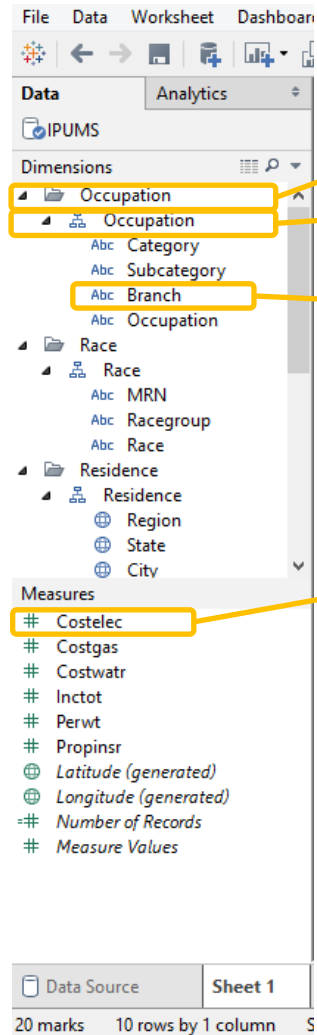 File Data Worksheet Dashboar
Data Analytics
IPUMS
Dimensions
Occupation
Occupation
Abc Category
Abc Subcategory
Abc Branch
Abc Occupation
Race
Race
Abc MRN
Abc Racegroup
Abc Race
Residence
Residence
Region
State
City
Measures
# Costelec
# Costgas
# Costwatr
# Inctot
# Perwt
# Propinsr
Latitude (generated)
Longitude (generated)
=# Number of Records
# Measure Values
Data Source Sheet 1
20 marks 10 rows by 1 column S